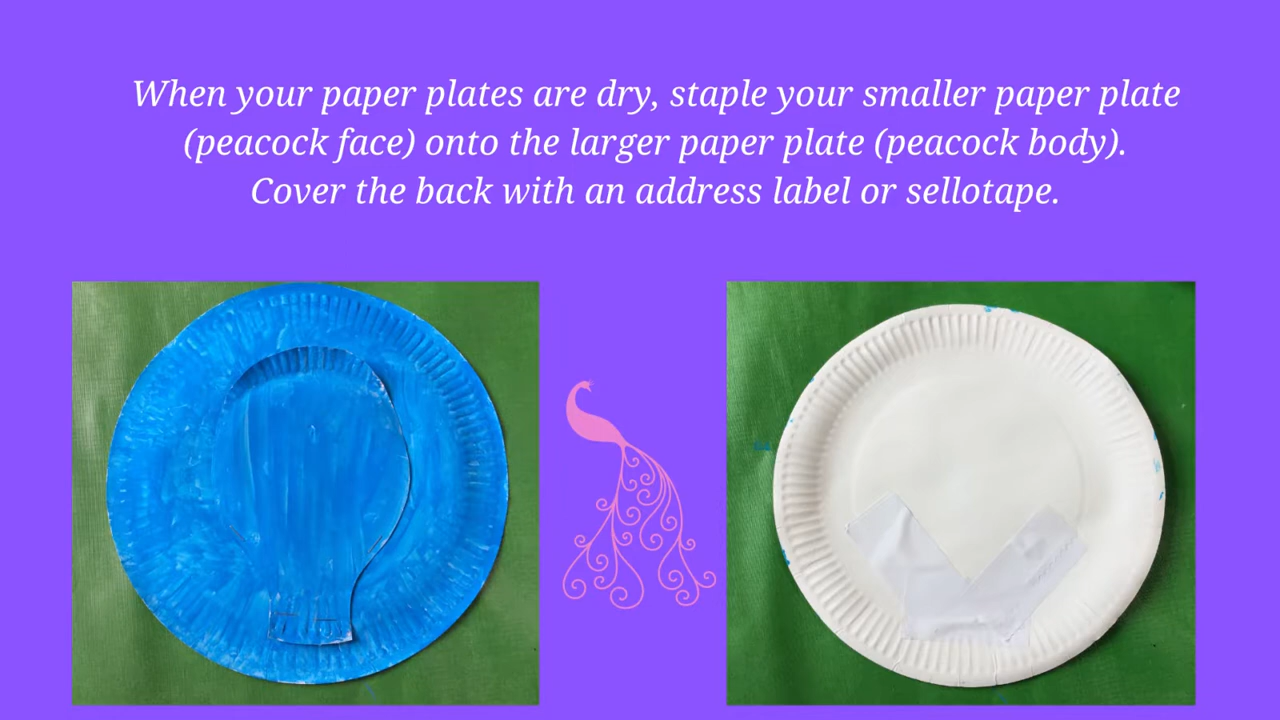 When your paper plates are dry, staple your smaller paper plate
(peacock face) onto the larger paper plate (peacock body).
Cover the back with an address label or sellotape.